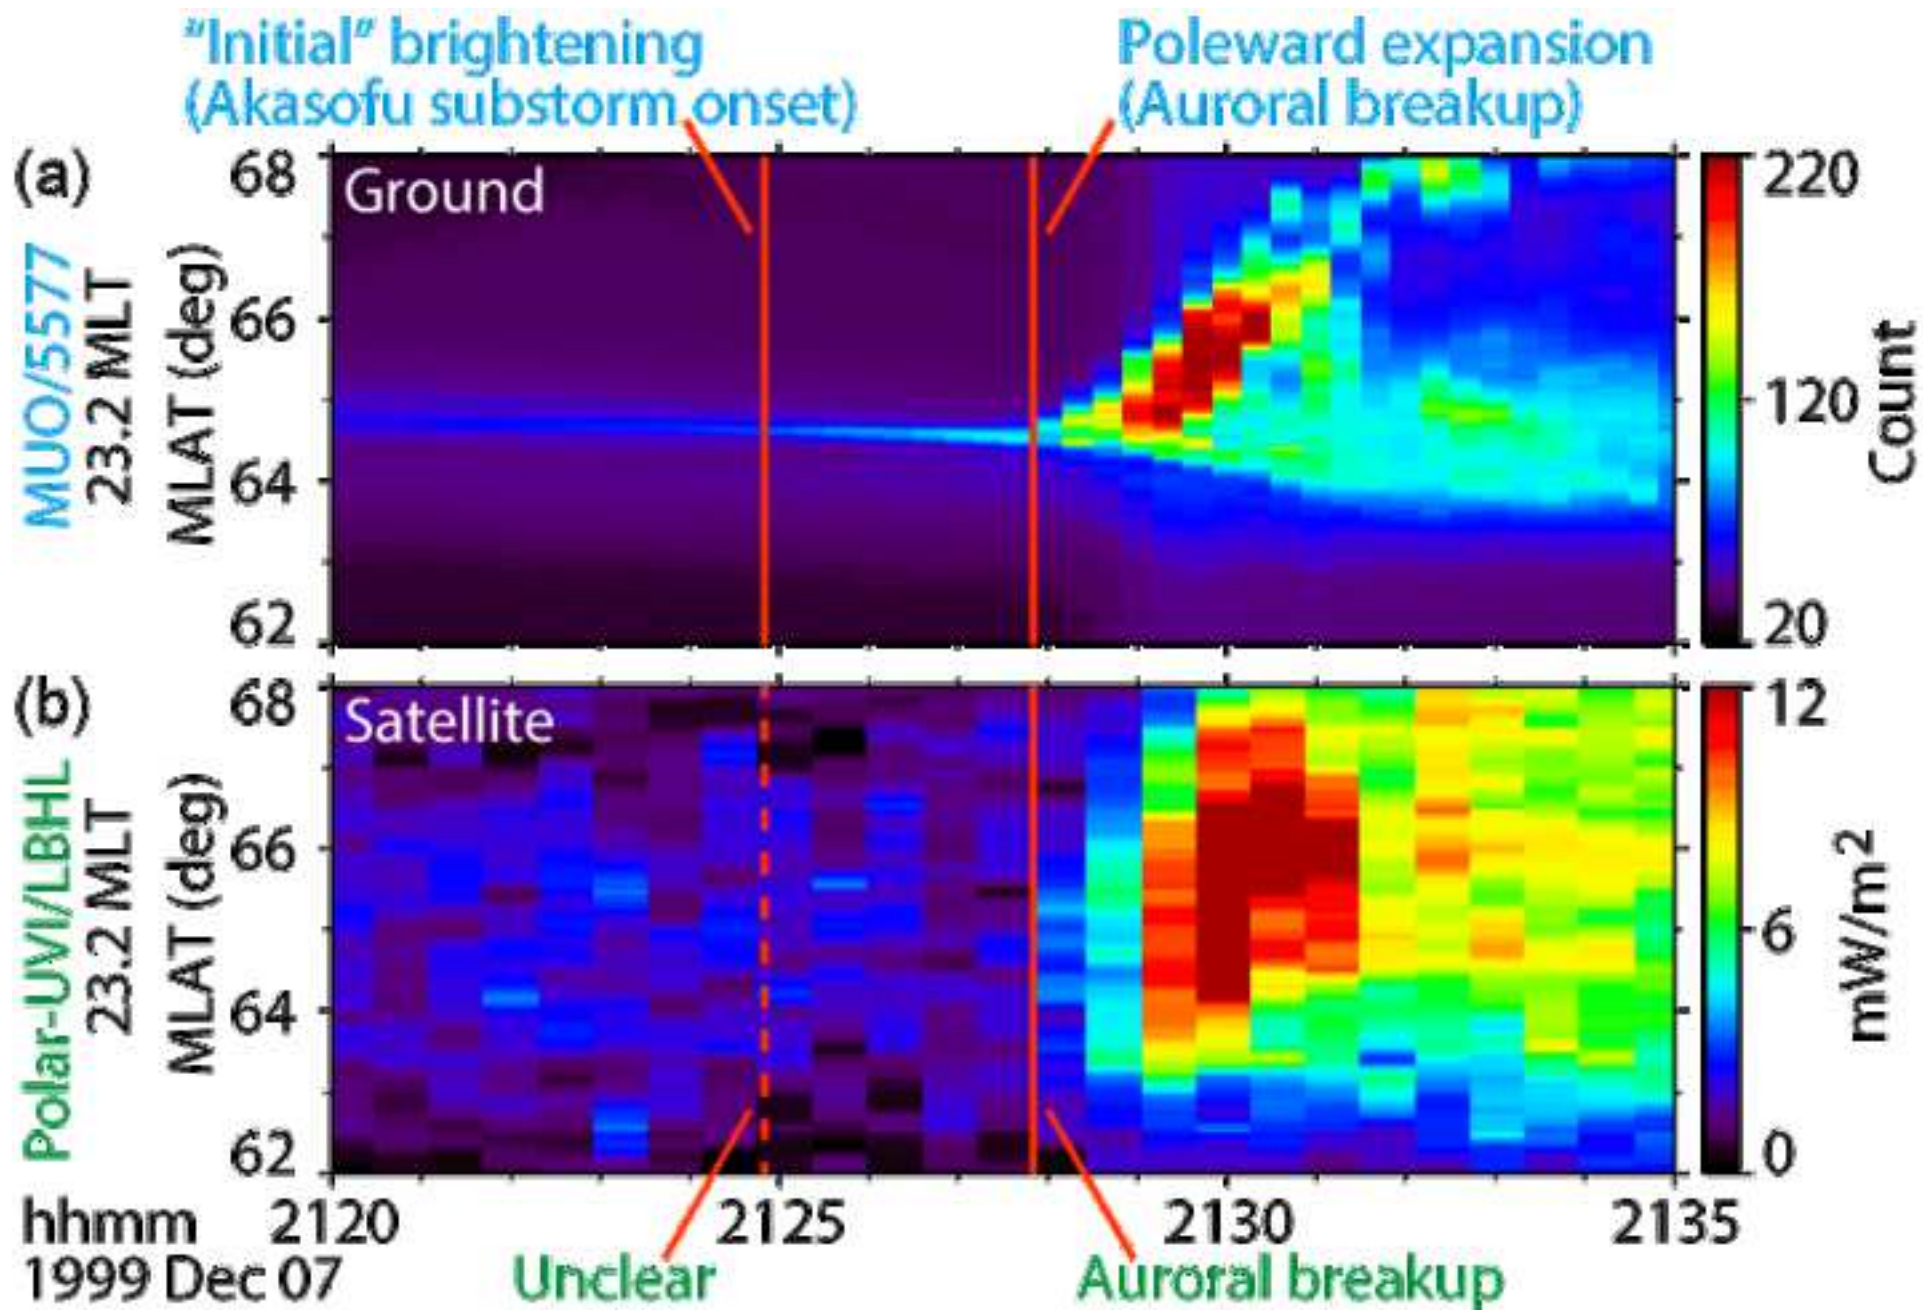 "Initial" brightening
(Akasofu substorm onset)
Poleward expansion
(Auroral breakup)
(a)
MUO/5577
23.2 MLT
MLAT (deg)
68
66
64
62
Ground
220
120
20
Count
(b)
Polar-UVI/LBHL
23.2 MLT
MLAT (deg)
68
66
64
62
Satellite
12
6
0
mW/m²
hhmm
2120
2125
2130
2135
1999 Dec 07
Unclear
Auroral breakup